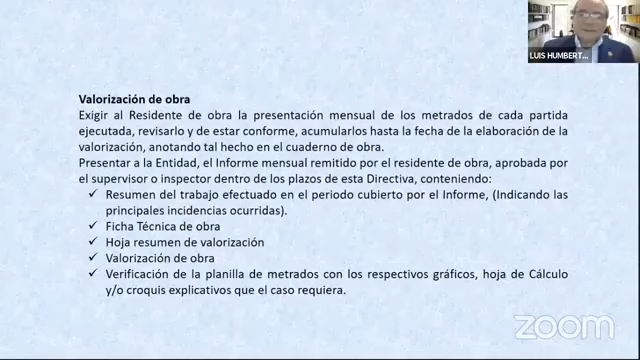 LUIS HUMBERT...
Valorización de obra
Exigir al Residente de obra la presentación mensual de los metrados de cada partida
ejecutada, revisarlo y de estar conforme, acumularlos hasta la fecha de la elaboración de la
valorización, anotando tal hecho en el cuaderno de obra.
Presentar a la Entidad, el Informe mensual remitido por el residente de obra, aprobada por
el supervisor o inspector dentro de los plazos de esta Directiva, conteniendo:
✓ Resumen del trabajo efectuado en el periodo cubierto por el Informe, (Indicando las
principales incidencias ocurridas).
✓ Ficha Técnica de obra
✓ Hoja resumen de valorización
✓ Valorización de obra
✓ Verificación de la planilla de metrados con los respectivos gráficos, hoja de Cálculo
y/o croquis explicativos que el caso requiera.
zoom